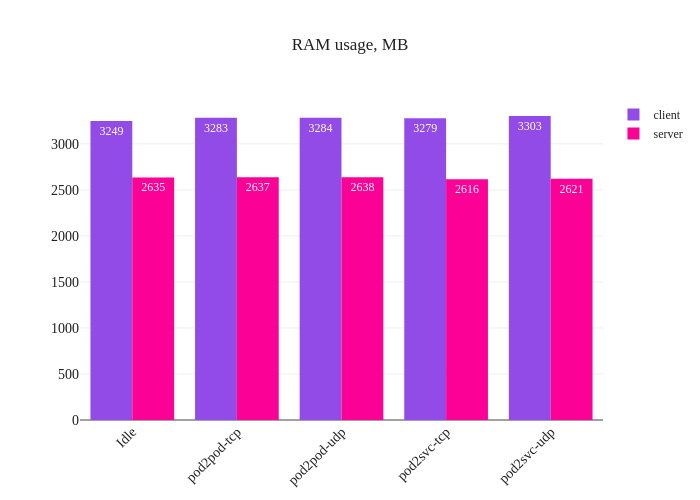 RAM usage, MB
client
server
3249
3283
3284
3279
3303
2635
2637
2638
2616
2621
3000
2500
2000
1500
1000
500
0
Idle
pod2pod-tcp
pod2pod-udp
pod2svc-tcp
pod2svc-udp